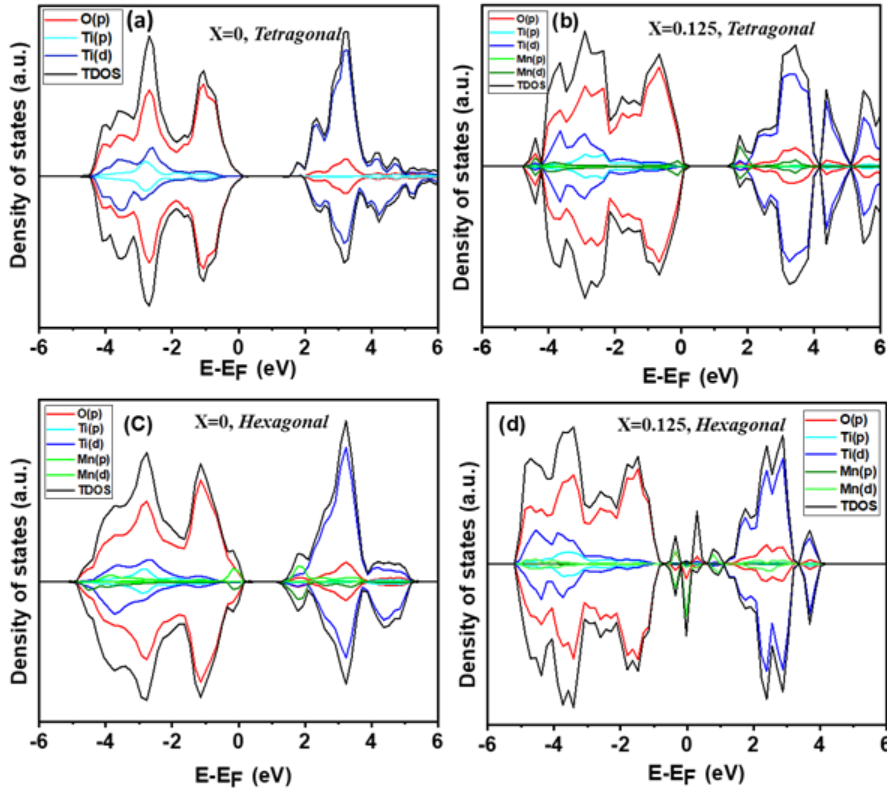 (a)
X=0, Tetragonal
O(p)
Ti(p)
Ti(d)
TDOS
Density of states (a.u.)
-6 -4 -2 0 2 4 6
E-EF (eV)
(b)
X=0.125, Tetragonal
O(p)
Ti(p)
Ti(d)
Mn(p)
Mn(d)
TDOS
Density of states (a.u.)
-6 -4 -2 0 2 4 6
E-EF (eV)
(C)
X=0, Hexagonal
O(p)
Ti(p)
Ti(d)
Mn(p)
Mn(d)
TDOS
Density of states (a.u.)
-6 -4 -2 0 2 4 6
E-EF (eV)
(d)
X=0.125, Hexagonal
O(p)
Ti(p)
Ti(d)
Mn(p)
Mn(d)
TDOS
Density of states (a.u.)
-6 -4 -2 0 2 4 6
E-EF (eV)